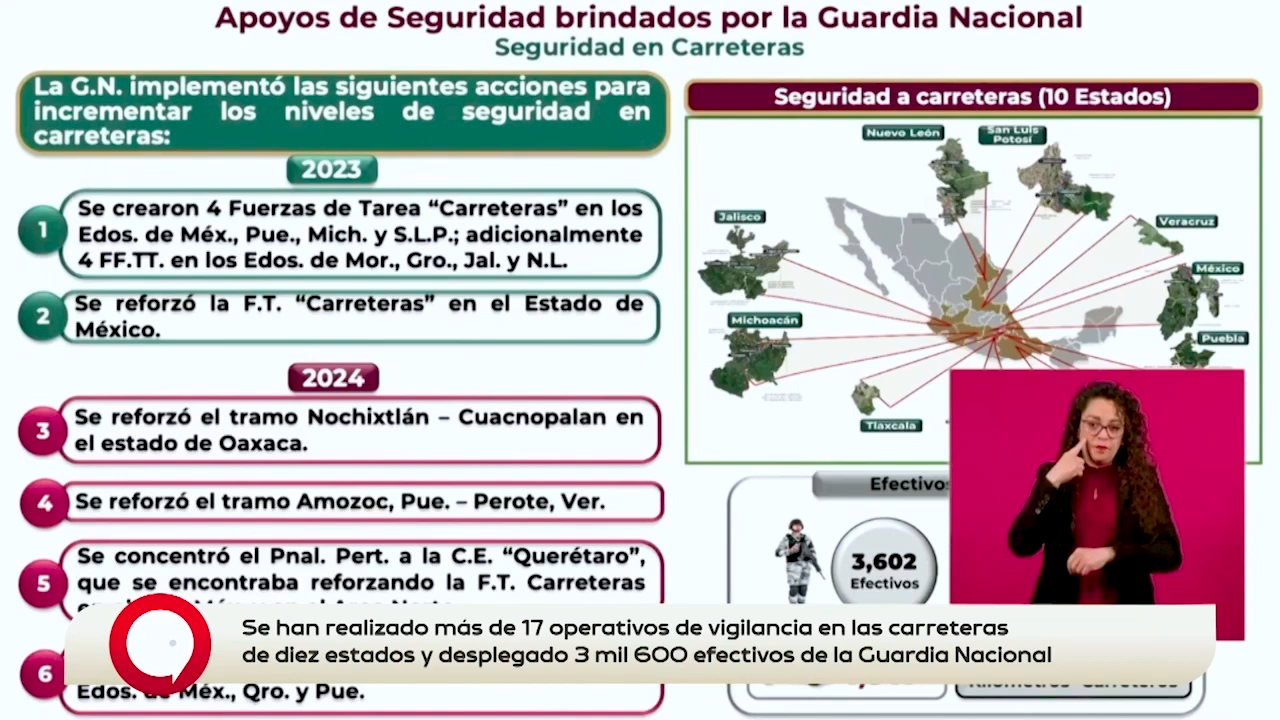 Apoyos de Seguridad brindados por la Guardia Nacional
Seguridad en Carreteras
La G.N. implementó las siguientes acciones para
incrementar los niveles de seguridad en
carreteras:
2023
1
Se crearon 4 Fuerzas de Tarea “Carreteras” en los
Edos. de Méx., Pue., Mich. y S.L.P.; adicionalmente
4 FF.TT. en los Edos. de Mor., Gro., Jal. y N.L.
2
Se reforzó la F.T. “Carreteras” en el Estado de
México.
2024
3
Se reforzó el tramo Nochixtlán – Cuacnopalan en
el estado de Oaxaca.
4
Se reforzó el tramo Amozoc, Pue. – Perote, Ver.
5
Se concentró el Pnal. Pert. a la C.E. “Querétaro”,
que se encontraba reforzando la F.T. Carreteras
6
Edos. de Méx., Qro. y Pue.
Seguridad a carreteras (10 Estados)
Nuevo León
San Luis
Potosí
Jalisco
Veracruz
México
Michoacán
Puebla
Tlaxcala
Efectivos
3,602
Efectivos
Kilómetros Carreteros
Se han realizado más de 17 operativos de vigilancia en las carreteras
de diez estados y desplegado 3 mil 600 efectivos de la Guardia Nacional